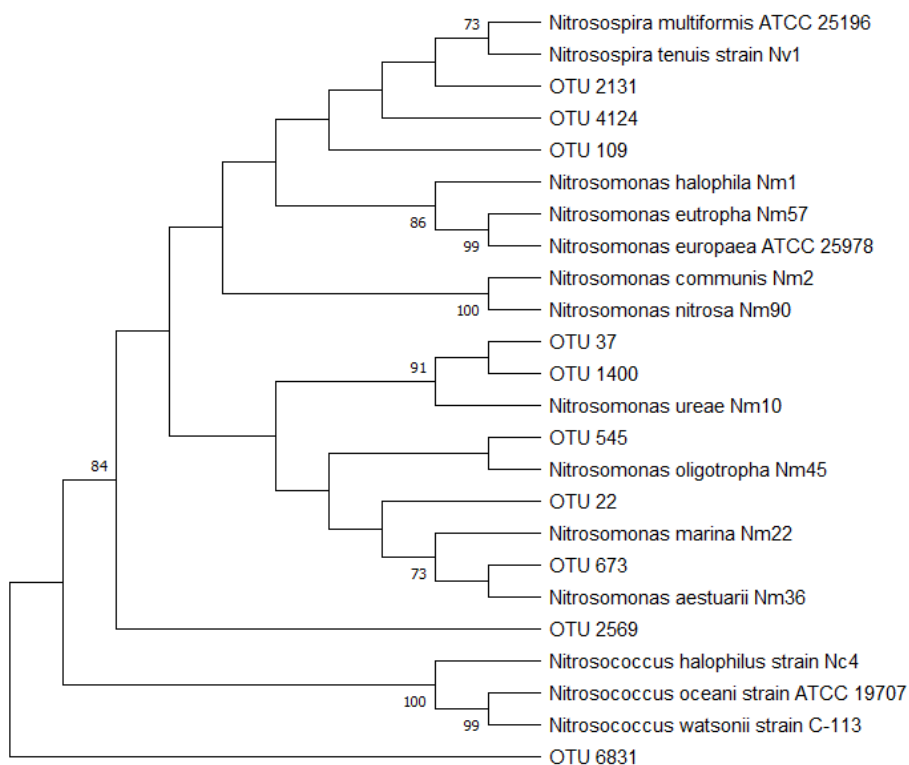 73
Nitrosospira multiformis ATCC 25196
Nitrosospira tenuis strain Nv1
OTU 2131
OTU 4124
OTU 109
Nitrosomonas halophila Nm1
86
Nitrosomonas eutropha Nm57
99
Nitrosomonas europaea ATCC 25978
Nitrosomonas communis Nm2
100
Nitrosomonas nitrosa Nm90
OTU 37
91
OTU 1400
Nitrosomonas ureae Nm10
OTU 545
84
Nitrosomonas oligotropha Nm45
OTU 22
Nitrosomonas marina Nm22
73
OTU 673
Nitrosomonas aestuarii Nm36
OTU 2569
Nitrosococcus halophilus strain Nc4
100
Nitrosococcus oceani strain ATCC 19707
99
Nitrosococcus watsonii strain C-113
OTU 6831